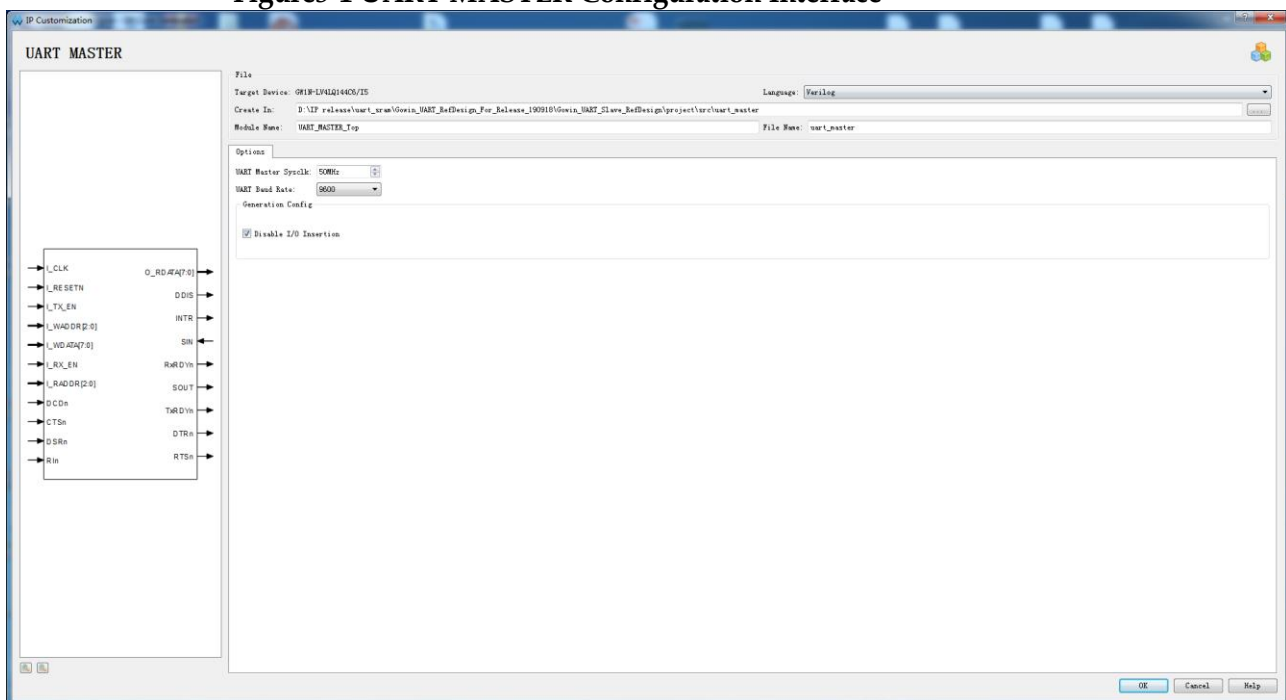 Figure5-1 UART MASTER Configuration Interface
IP Customization
UART MASTER
File
Target Device: GW1N-LV4LQ144C6/I5
Language: Verilog
Create In: D:\IP release\uart_xram\Gowin_UART_RefDesign_For_Release_190918\Gowin_UART_Slave_RefDesign\project\src\uart_master
Module Name: UART_MASTER_Top
File Name: uart_master
Options
UART Master Sysclk: 50MHz
UART Baud Rate: 9600
Generation Config
Disable I/O Insertion
I_CLK
I_RESETN
I_TX_EN
I_WADDR[2:0]
I_WDATA[7:0]
I_RX_EN
I_RADDR[2:0]
DCDn
CTSn
DSRn
RIn
O_RDATA[7:0]
DDIS
INTR
SIN
RxRDYn
SOUT
TxRDYn
DTRn
RTSn
OK
Cancel
Help